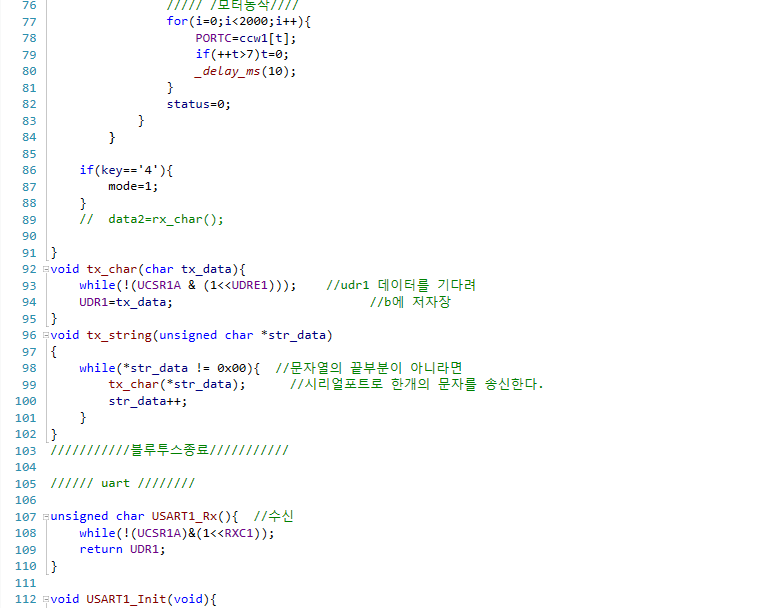 76 ///// /모터동작////
77 for(i=0;i<2000;i++){
78 PORTC=ccw1[t];
79 if(++t>7)t=0;
80 _delay_ms(10);
81 }
82 status=0;
83 }
84 }
85
86 if(key=='4'){
87 mode=1;
88 }
89 //  data2=rx_char();
90
91 }
92 void tx_char(char tx_data){
93 while(!(UCSR1A & (1<<UDRE1)));    //udr1 데이터를 기다려
94 UDR1=tx_data;    //b에 저자장
95 }
96 void tx_string(unsigned char *str_data)
97 {
98 while(*str_data != 0x00){  //문자열의 끝부분이 아니라면
99 tx_char(*str_data);    //시리얼포트로 한개의 문자를 송신한다.
100 str_data++;
101 }
102 }
103 ///////////블루투스종료///////////
104
105 ////// uart ////////
106
107 unsigned char USART1_Rx(){  //수신
108 while(!(UCSR1A)&(1<<RXC1));
109 return UDR1;
110 }
111
112 void USART1_Init(void){